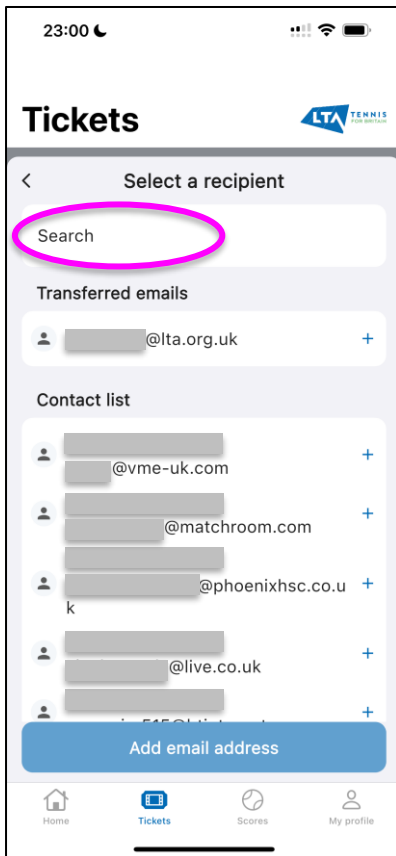 23:00
Tickets
LTA TENNIS
FOR BRITAIN
Select a recipient
Search
Transferred emails
@lta.org.uk
Contact list
@vme-uk.com
@matchroom.com
@phoenixhsc.co.u
k
@live.co.uk
Add email address
Home Tickets Scores My profile